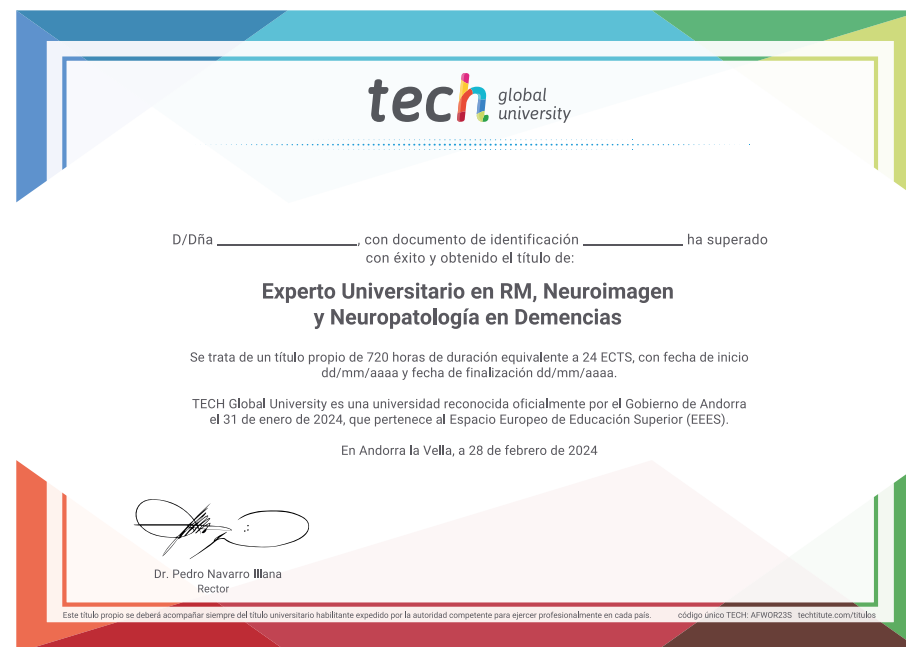 tech global university
D/Dña ____________________, con documento de identificación ______________ ha superado
con éxito y obtenido el título de:
Experto Universitario en RM, Neuroimagen
y Neuropatología en Demencias
Se trata de un título propio de 720 horas de duración equivalente a 24 ECTS, con fecha de inicio
dd/mm/aaaa y fecha de finalización dd/mm/aaaa.
TECH Global University es una universidad reconocida oficialmente por el Gobierno de Andorra
el 31 de enero de 2024, que pertenece al Espacio Europeo de Educación Superior (EEES).
En Andorra la Vella, a 28 de febrero de 2024
Dr. Pedro Navarro Illana
Rector
Este título propio se deberá acompañar siempre del título universitario habilitante expedido por la autoridad competente para ejercer profesionalmente en cada país. código único TECH: AFWOR23S techtitute.com/titulos